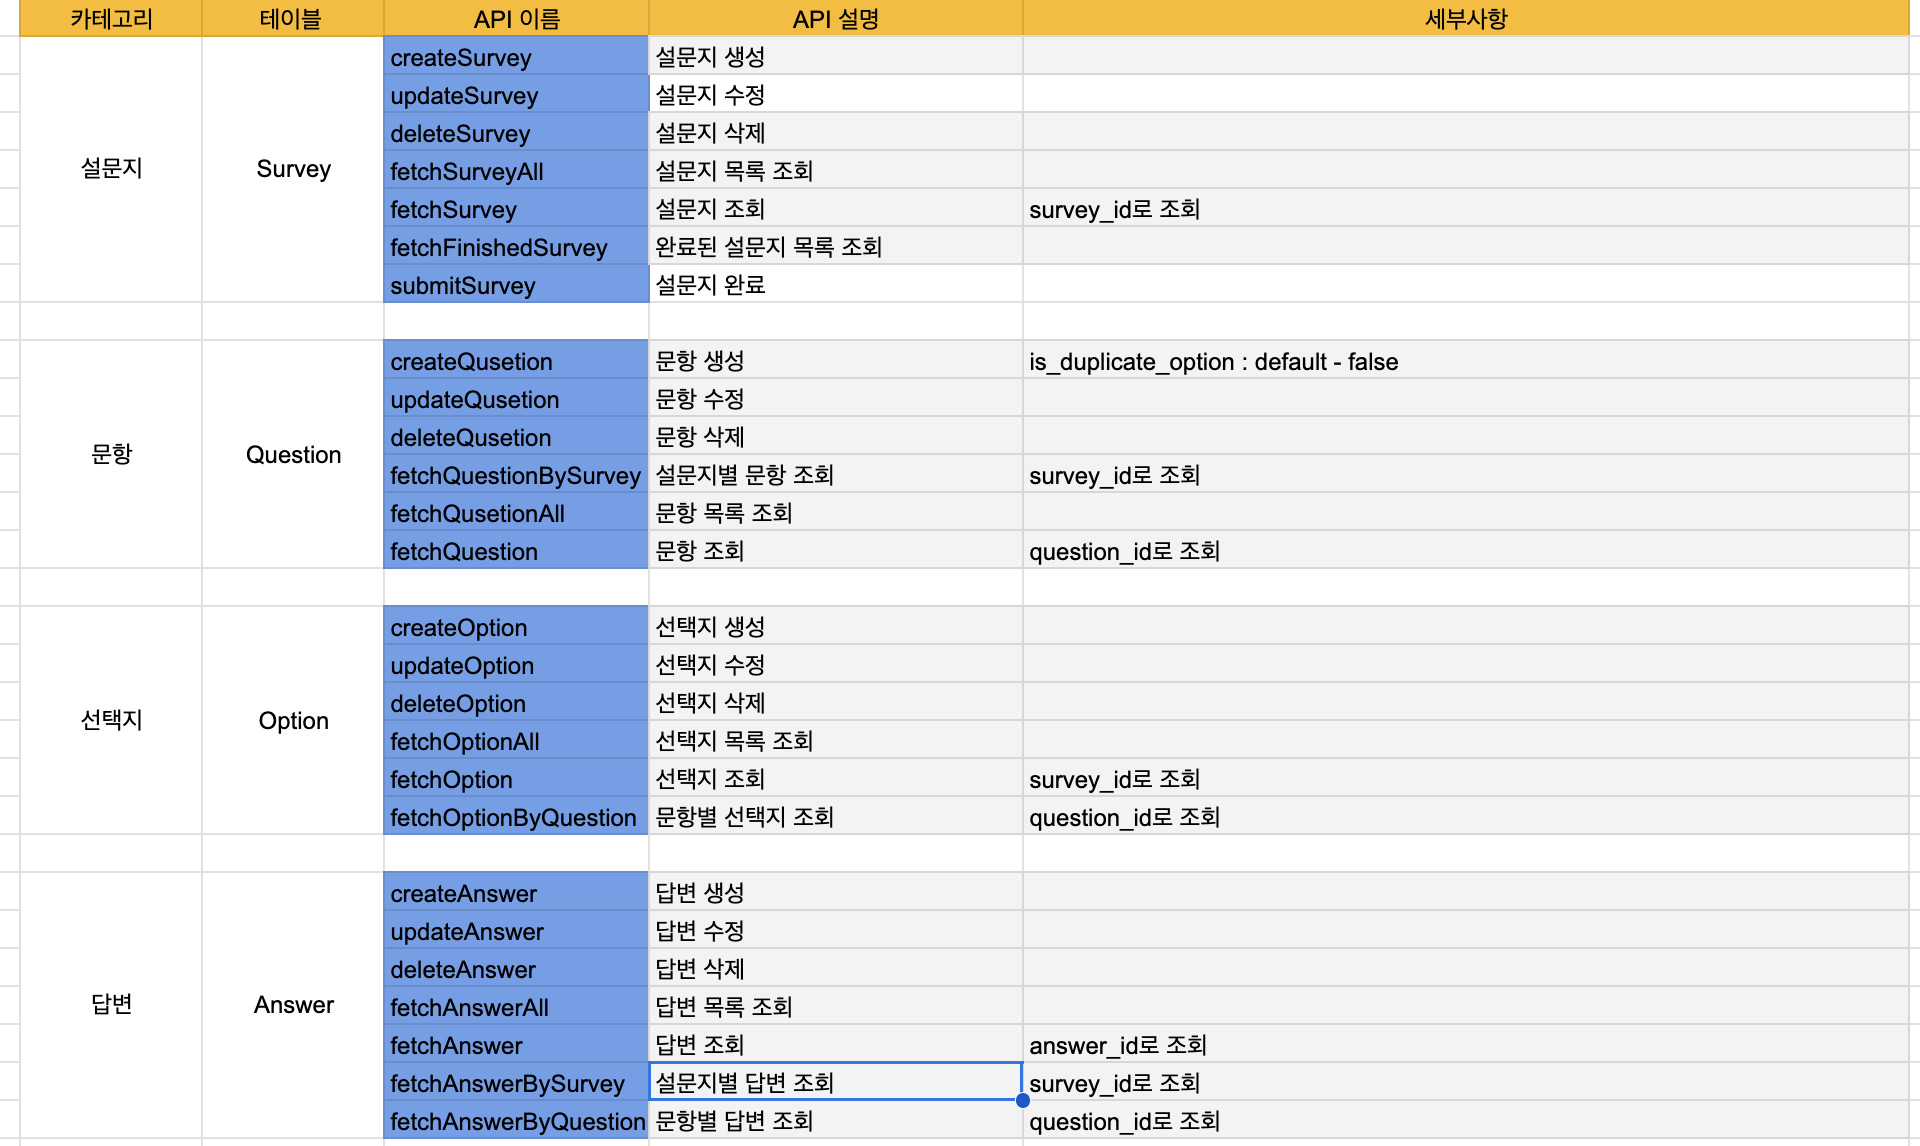 카테고리 테이블 API 이름 API 설명 세부사항
createSurvey 설문지 생성
updateSurvey 설문지 수정
deleteSurvey 설문지 삭제
설문지 Survey fetchSurveyAll 설문지 목록 조회
fetchSurvey 설문지 조회 survey_id로 조회
fetchFinishedSurvey 완료된 설문지 목록 조회
submitSurvey 설문지 완료
createQusetion 문항 생성 is_duplicate_option : default - false
updateQusetion 문항 수정
deleteQusetion 문항 삭제
문항 Question fetchQuestionBySurvey 설문지별 문항 조회 survey_id로 조회
fetchQusetionAll 문항 목록 조회
fetchQuestion 문항 조회 question_id로 조회
createOption 선택지 생성
updateOption 선택지 수정
deleteOption 선택지 삭제
선택지 Option fetchOptionAll 선택지 목록 조회
fetchOption 선택지 조회 survey_id로 조회
fetchOptionByQuestion 문항별 선택지 조회 question_id로 조회
createAnswer 답변 생성
updateAnswer 답변 수정
deleteAnswer 답변 삭제
답변 Answer fetchAnswerAll 답변 목록 조회
fetchAnswer 답변 조회 answer_id로 조회
fetchAnswerBySurvey 설문지별 답변 조회 survey_id로 조회
fetchAnswerByQuestion 문항별 답변 조회 question_id로 조회